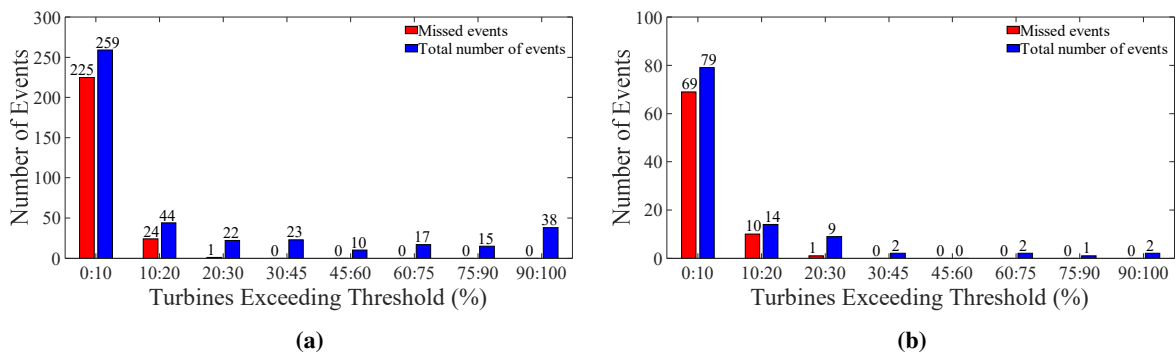 300
250
200
150
100
50
0
Number of Events
Missed events
Total number of events
225 259
24 44
1 22
0 23
0 10
0 17
0 15
0 38
0:10 10:20 20:30 30:45 45:60 60:75 75:90 90:100
Turbines Exceeding Threshold (%)
(a)
100
80
60
40
20
0
Number of Events
Missed events
Total number of events
69 79
10 14
1 9
0 2
0 0
0 2
0 1
0 2
0:10 10:20 20:30 30:45 45:60 60:75 75:90 90:100
Turbines Exceeding Threshold (%)
(b)